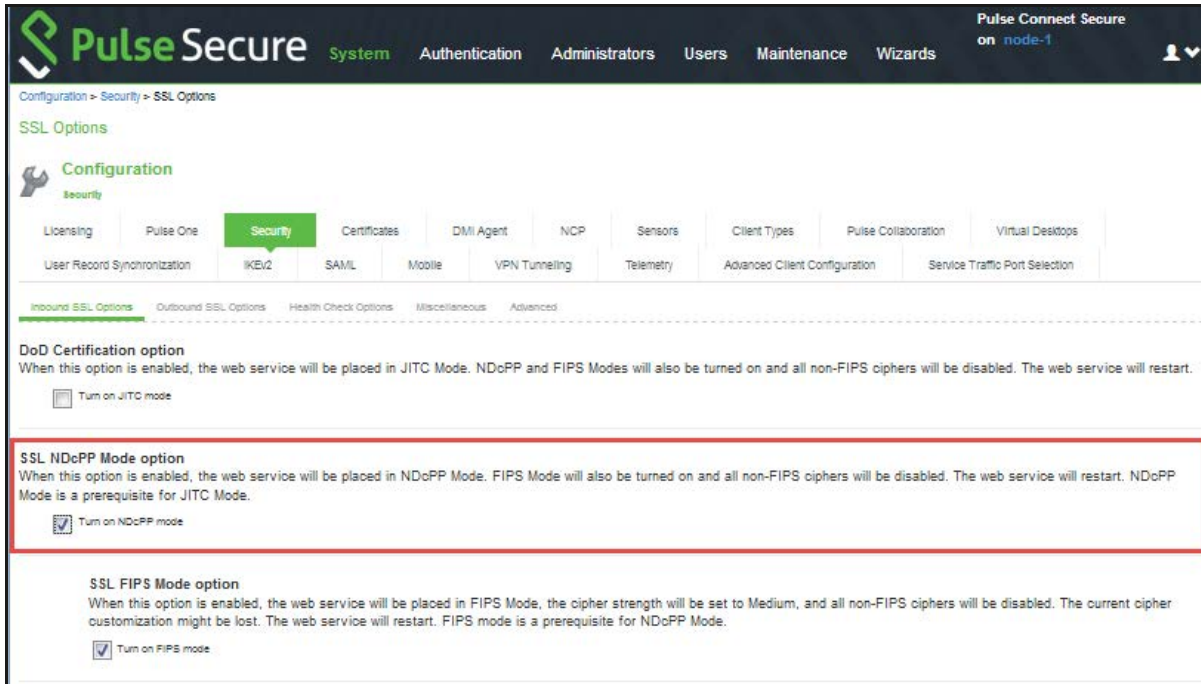 Pulse Secure
System Authentication Administrators Users Maintenance Wizards
Pulse Connect Secure
on node-1
Configuration > Security > SSL Options
SSL Options
Configuration
Security
Licensing Pulse One Security Certificates DMI Agent NCP Sensors Client Types Pulse Collaboration Virtual Desktops
User Record Synchronization IKEv2 SAML Mobile VPN Tunneling Telemetry Advanced Client Configuration Service Traffic Port Selection
Inbound SSL Options Outbound SSL Options Health Check Options Miscellaneous Advanced
DoD Certification option
When this option is enabled, the web service will be placed in JITC Mode. NDcPP and FIPS Modes will also be turned on and all non-FIPS ciphers will be disabled. The web service will restart.
Turn on JITC mode
SSL NDcPP Mode option
When this option is enabled, the web service will be placed in NDcPP Mode. FIPS Mode will also be turned on and all non-FIPS ciphers will be disabled. The web service will restart. NDcPP
Mode is a prerequisite for JITC Mode.
Turn on NDcPP mode
SSL FIPS Mode option
When this option is enabled, the web service will be placed in FIPS Mode, the cipher strength will be set to Medium, and all non-FIPS ciphers will be disabled. The current cipher
customization might be lost. The web service will restart. FIPS mode is a prerequisite for NDcPP Mode.
Turn on FIPS mode